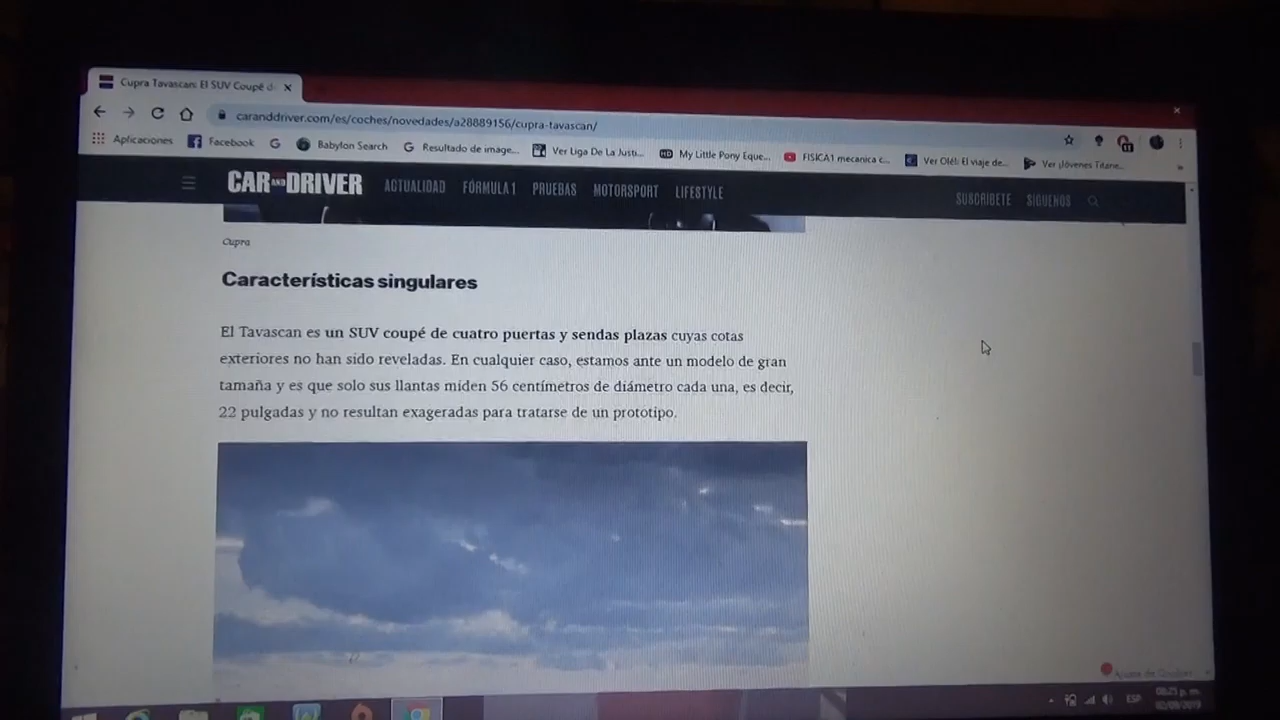 Cupra Tavascan: El SUV Coupé d
caranddriver.com/es/coches/novedades/a28889156/cupra-tavascan/
Aplicaciones Facebook Babylon Search Resultado de image... Ver Liga De La Justi... My Little Pony Eque... FISICA1 mecanica c... Ver Olé!: El viaje de... Ver ¡Jóvenes Titane...
CAR AND DRIVER ACTUALIDAD FÓRMULA 1 PRUEBAS MOTORSPORT LIFESTYLE SUSCRIBETE SIGUENOS
Cupra
Características singulares
El Tavascan es un SUV coupé de cuatro puertas y sendas plazas cuyas cotas
exteriores no han sido reveladas. En cualquier caso, estamos ante un modelo de gran
tamaña y es que solo sus llantas miden 56 centímetros de diámetro cada una, es decir,
22 pulgadas y no resultan exageradas para tratarse de un prototipo.
ESP